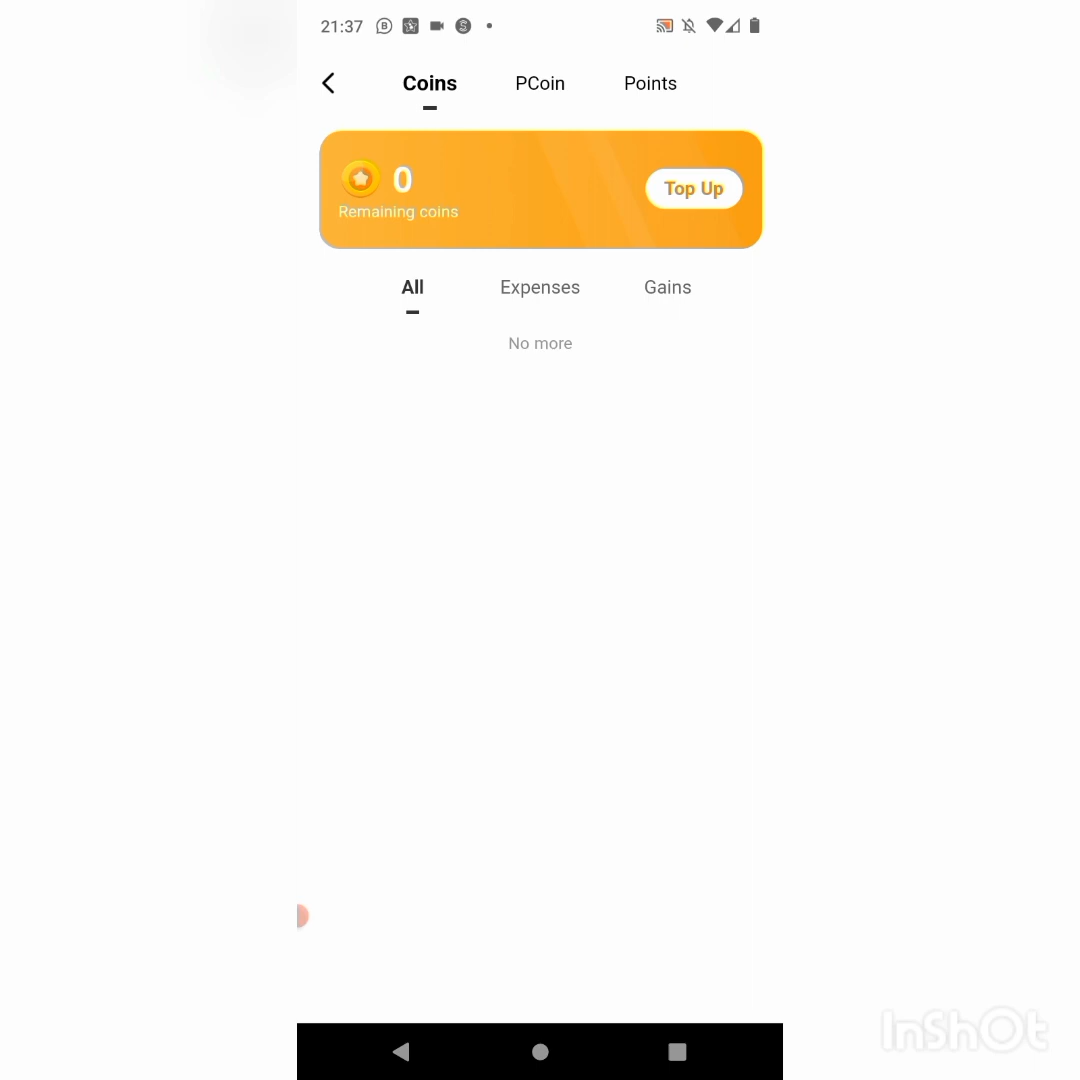 21:37
Coins PCoin Points
0
Remaining coins
Top Up
All Expenses Gains
No more
InShOt